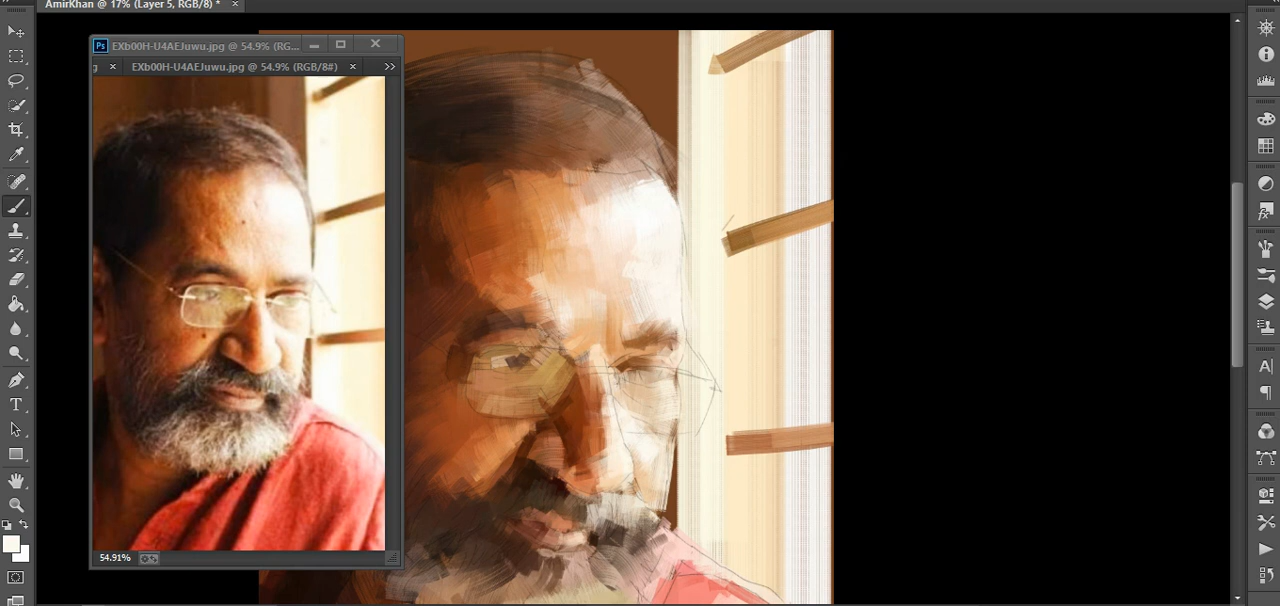 AmirKhan @ 17% (Layer 5, RGB/8) *
Ps EXb00H-U4AEJuwu.jpg @ 54.9% (RG...
g EXb00H-U4AEJuwu.jpg @ 54.9% (RGB/8#)
54.91%